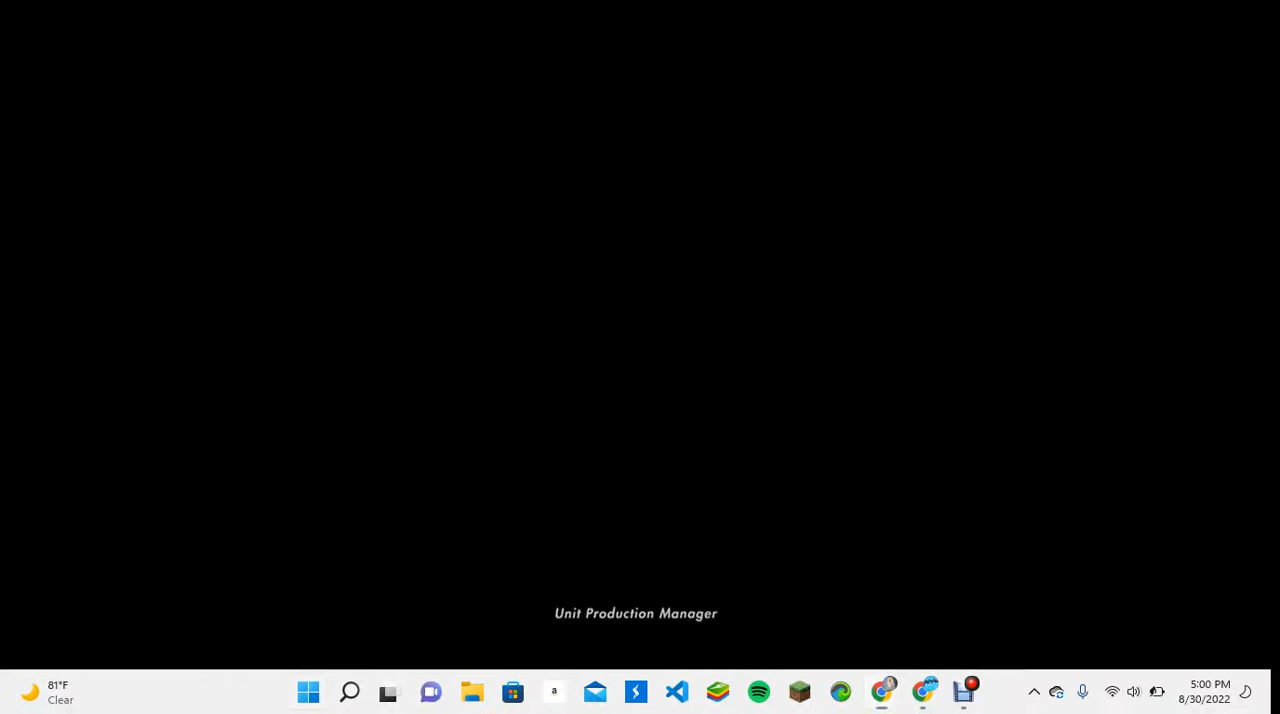 Unit Production Manager
81°F
Clear
a
5:00 PM
8/30/2022